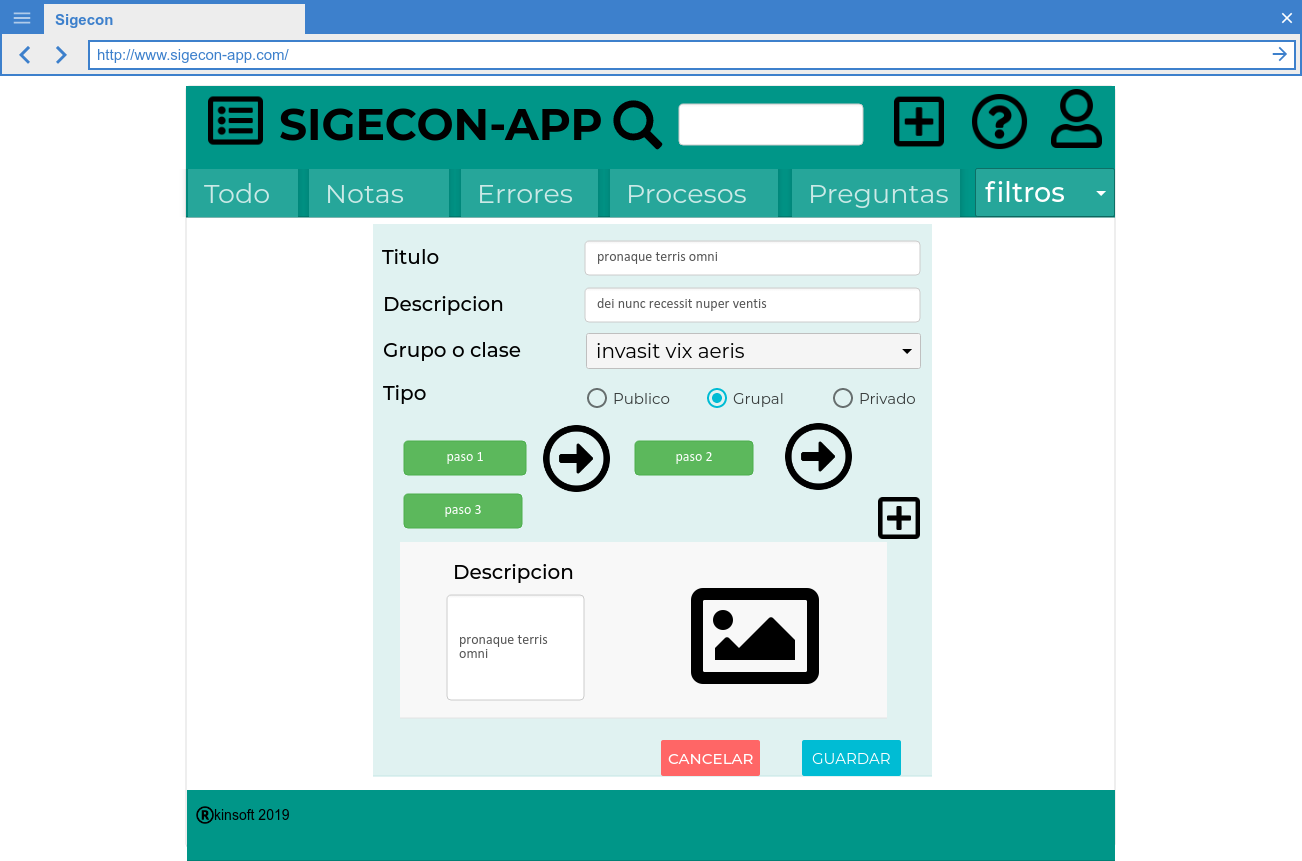 Sigecon
http://www.sigecon-app.com/
SIGECON-APP
Todo Notas Errores Procesos Preguntas filtros
Titulo pronaque terris omni
Descripcion dei nunc recessit nuper ventis
Grupo o clase invasit vix aeris
Tipo Publico Grupal Privado
paso 1 paso 2
paso 3
Descripcion
pronaque terris
omni
CANCELAR GUARDAR
®kinsoft 2019